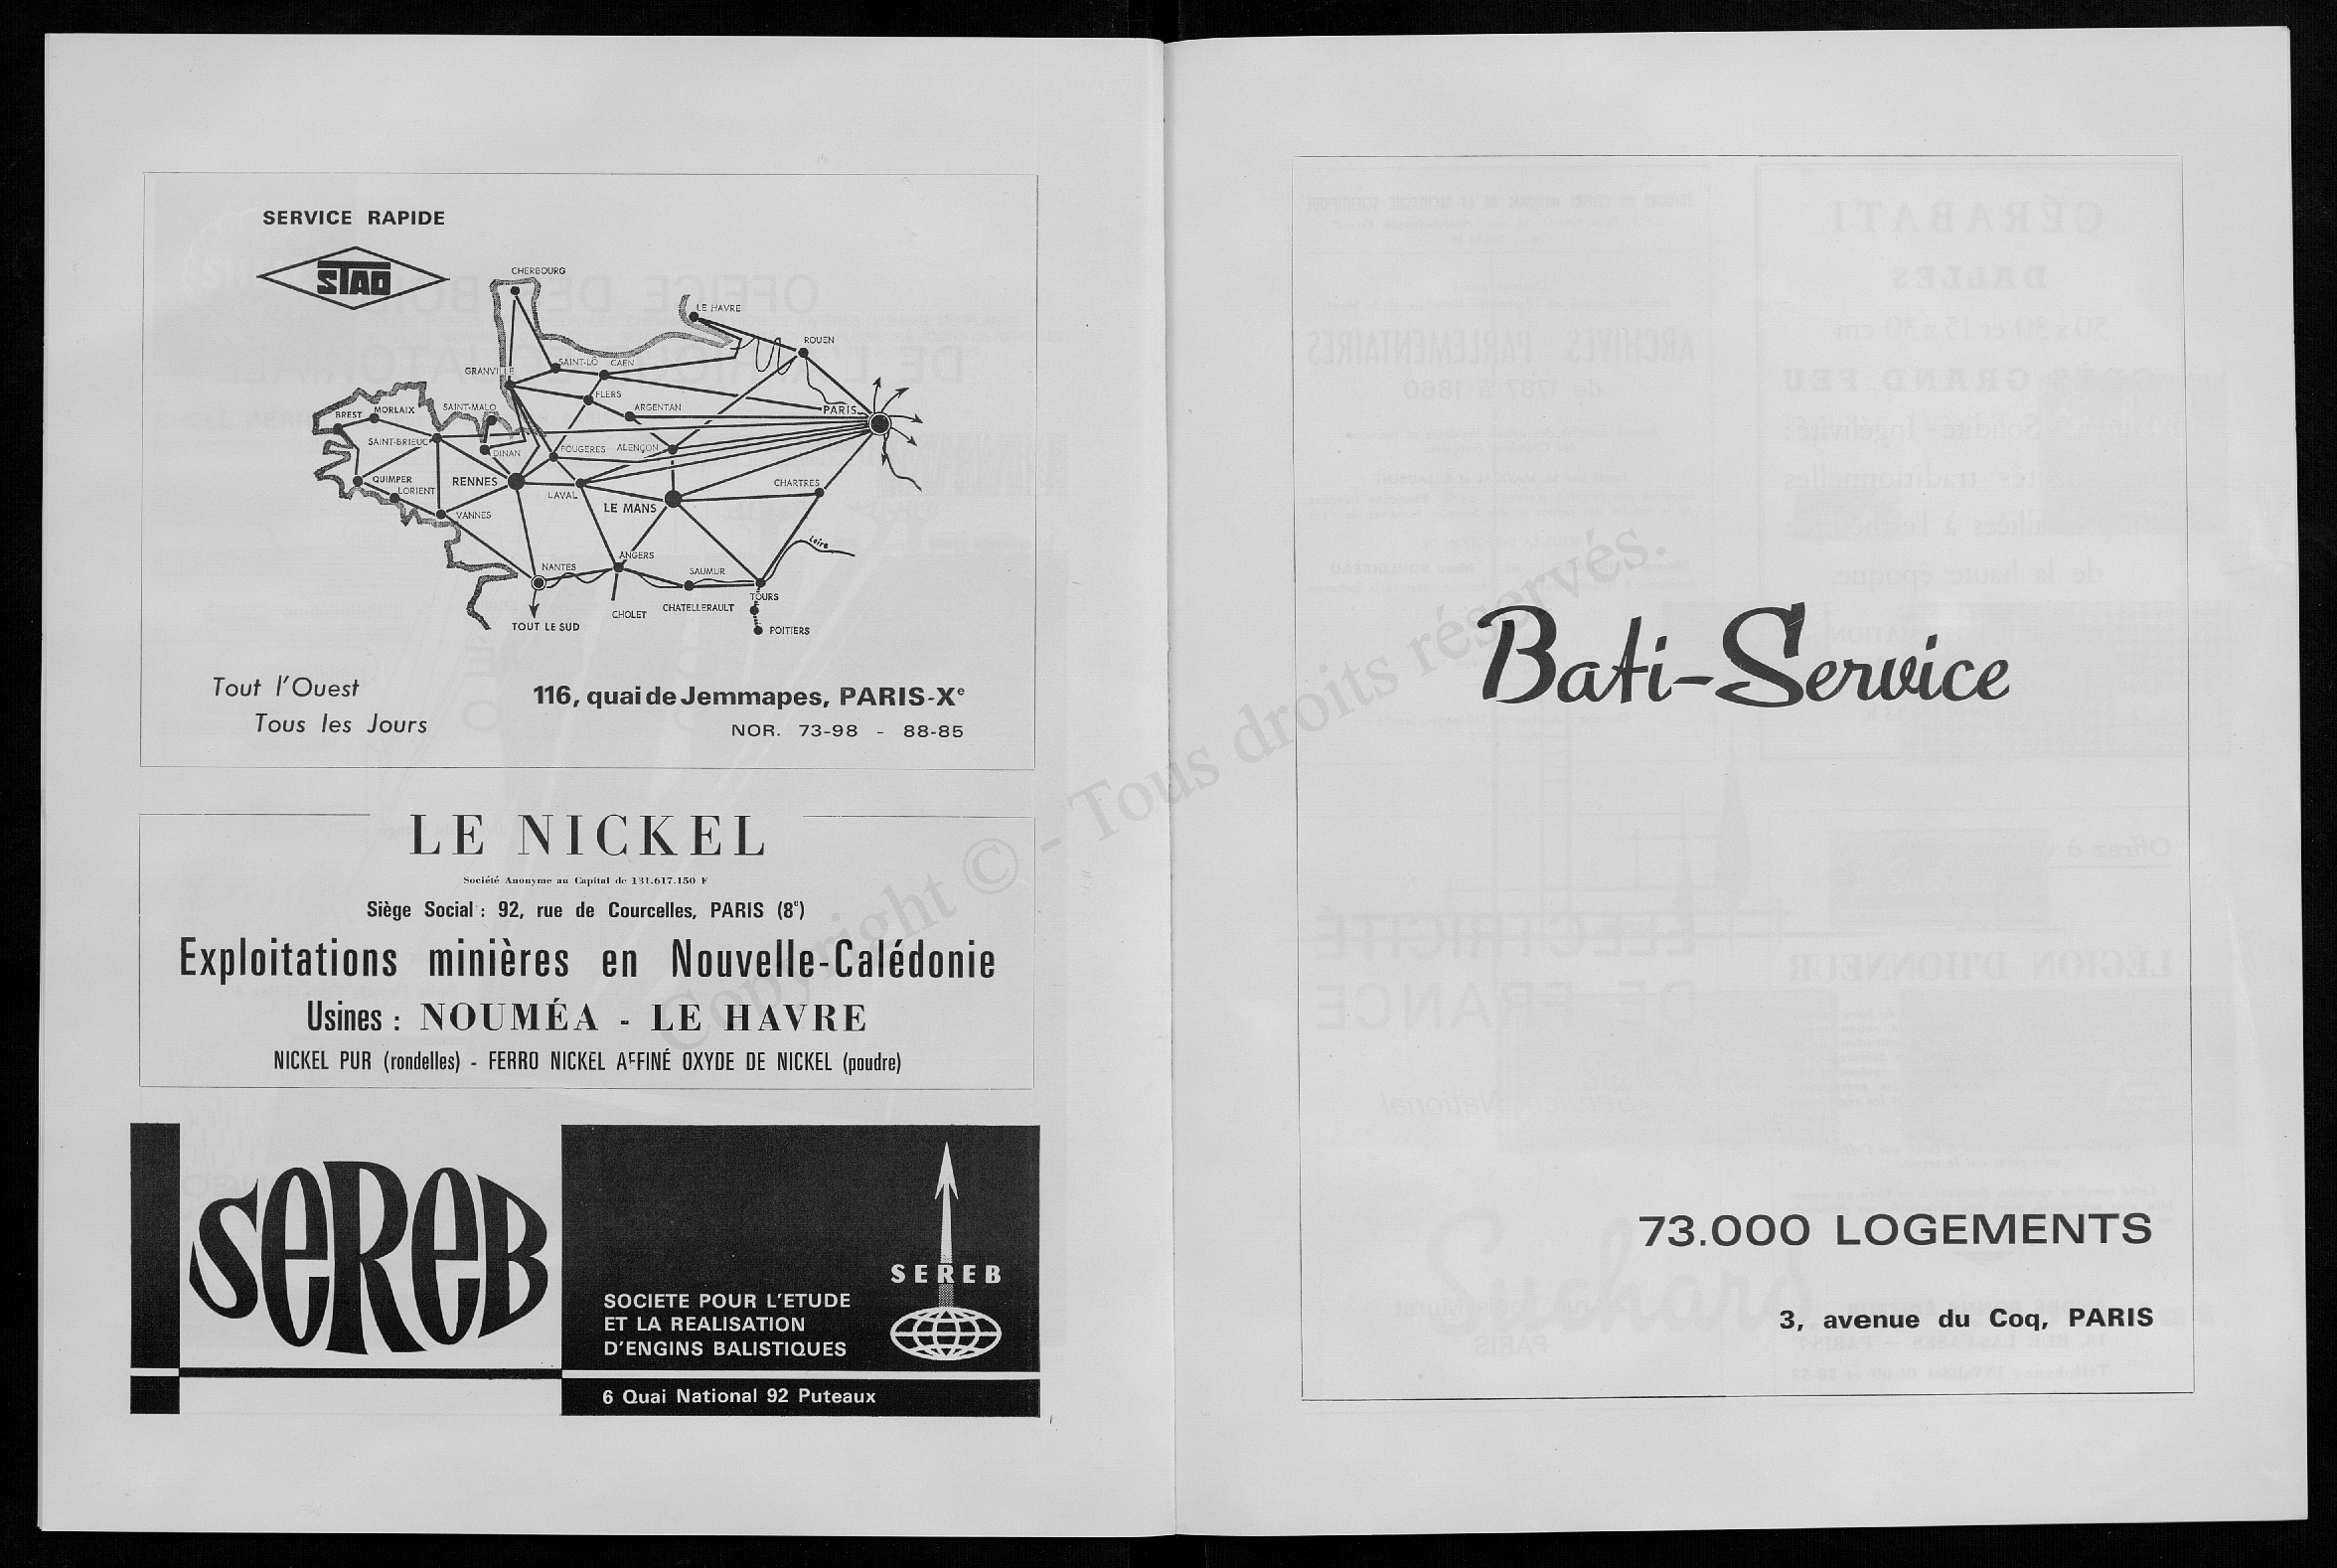 SERVICE RAPIDE
STAO
CHERBOURG
LE HAVRE
ROUEN
SAINT-LÔ
CAEN
GRANVILLE
FLERS
ARGENTAN
PARIS
BREST
MORLAIX
SAINT-MALO
SAINT-BRIEUC
DINAN
FOUGERES
ALENÇON
QUIMPER
LORIENT
RENNES
LAVAL
CHARTRES
LE MANS
VANNES
Loire
ANGERS
NANTES
SAUMUR
TOURS
CHOLET
CHATELLERAULT
TOUT LE SUD
POITIERS
Tout l'Ouest
Tous les Jours
116, quai de Jemmapes, PARIS-Xe
NOR. 73-98 - 88-85
LE NICKEL
Société Anonyme au Capital de 131.617.150 F
Siège Social : 92, rue de Courcelles, PARIS (8e)
Exploitations minières en Nouvelle-Calédonie
Usines : NOUMÉA - LE HAVRE
NICKEL PUR (rondelles) - FERRO NICKEL AFFINÉ OXYDE DE NICKEL (poudre)
SEREB
SEREB
SOCIETE POUR L'ETUDE
ET LA REALISATION
D'ENGINS BALISTIQUES
6 Quai National 92 Puteaux
Bati-Service
73.000 LOGEMENTS
3, avenue du Coq, PARIS
Copyright © - Tous droits réservés.